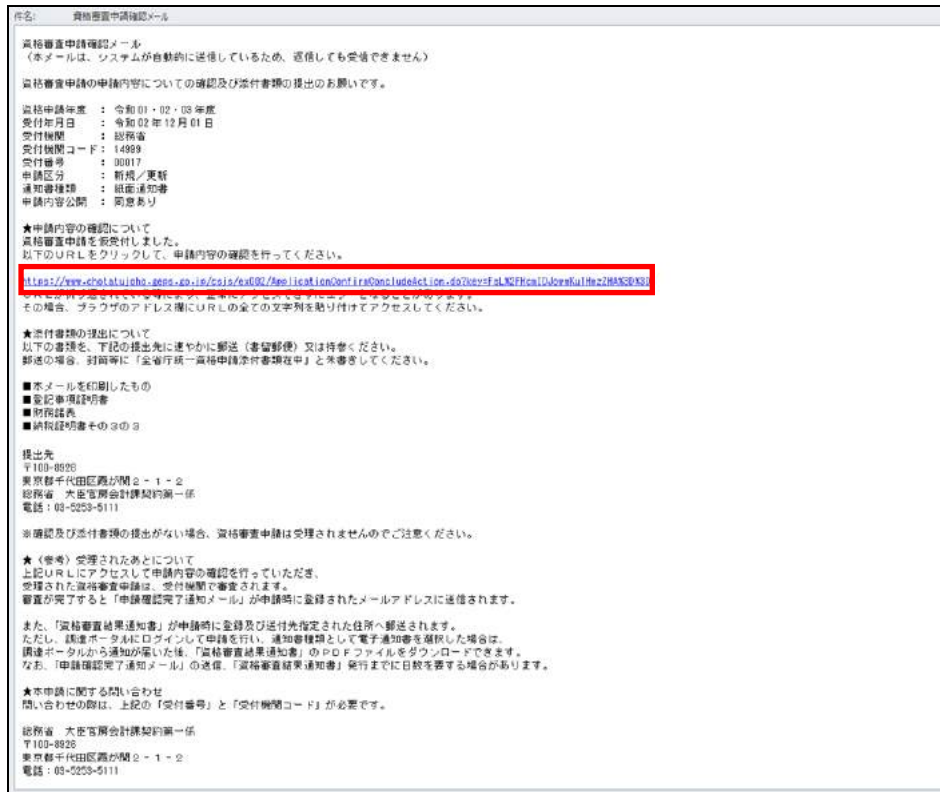 件名: 資格審査申請確認メール
資格審査申請確認メール
(本メールは、システムが自動的に送信しているため、返信しても受信できません)
資格審査申請の申請内容についての確認及び添付書類の提出のお願いです。
資格申請年度 : 令和01・02・03年度
受付年月日 : 令和02年12月01日
受付機関 : 総務省
受付機関コード : 14999
受付番号 : 00017
申請区分 : 新規/更新
通知書種類 : 紙面通知書
申請内容公開 : 同意あり
★申請内容の確認について
資格審査申請を仮受付しました。
以下のURLをクリックして、申請内容の確認を行ってください。
その場合、ブラウザのアドレス欄にURLの全ての文字列を貼り付けてアクセスしてください。
★添付書類の提出について
以下の書類を、下記の提出先に速やかに郵送(書留郵便)又は持参ください。
郵送の場合、封筒等に「全省庁統一資格申請添付書類在中」と朱書きしてください。
■本メールを印刷したもの
■登記事項証明書
■財務諸表
■納税証明書その3の3
提出先
〒100-8926
東京都千代田区霞が関2-1-2
総務省 大臣官房会計課契約第一係
電話:03-5253-5111
※確認及び添付書類の提出がない場合、資格審査申請は受理されませんのでご注意ください。
★(参考)受理されたあとについて
上記URLにアクセスして申請内容の確認を行っていただき、
受理された資格審査申請は、受付機関で審査されます。
審査が完了すると「申請確認完了通知メール」が申請時に登録されたメールアドレスに送信されます。
また、「資格審査結果通知書」が申請時に登録及び送付先指定された住所へ郵送されます。
ただし、調達ポータルにログインして申請を行い、通知書種類として電子通知書を選択した場合は、
調達ポータルから通知が届いた後、「資格審査結果通知書」のPDFファイルをダウンロードできます。
なお、「申請確認完了通知メール」の送信、「資格審査結果通知書」発行までに日数を要する場合があります。
★本申請に関する問い合わせ
問い合わせの際は、上記の「受付番号」と「受付機関コード」が必要です。
総務省 大臣官房会計課契約第一係
〒100-8926
東京都千代田区霞が関2-1-2
電話:03-5253-5111